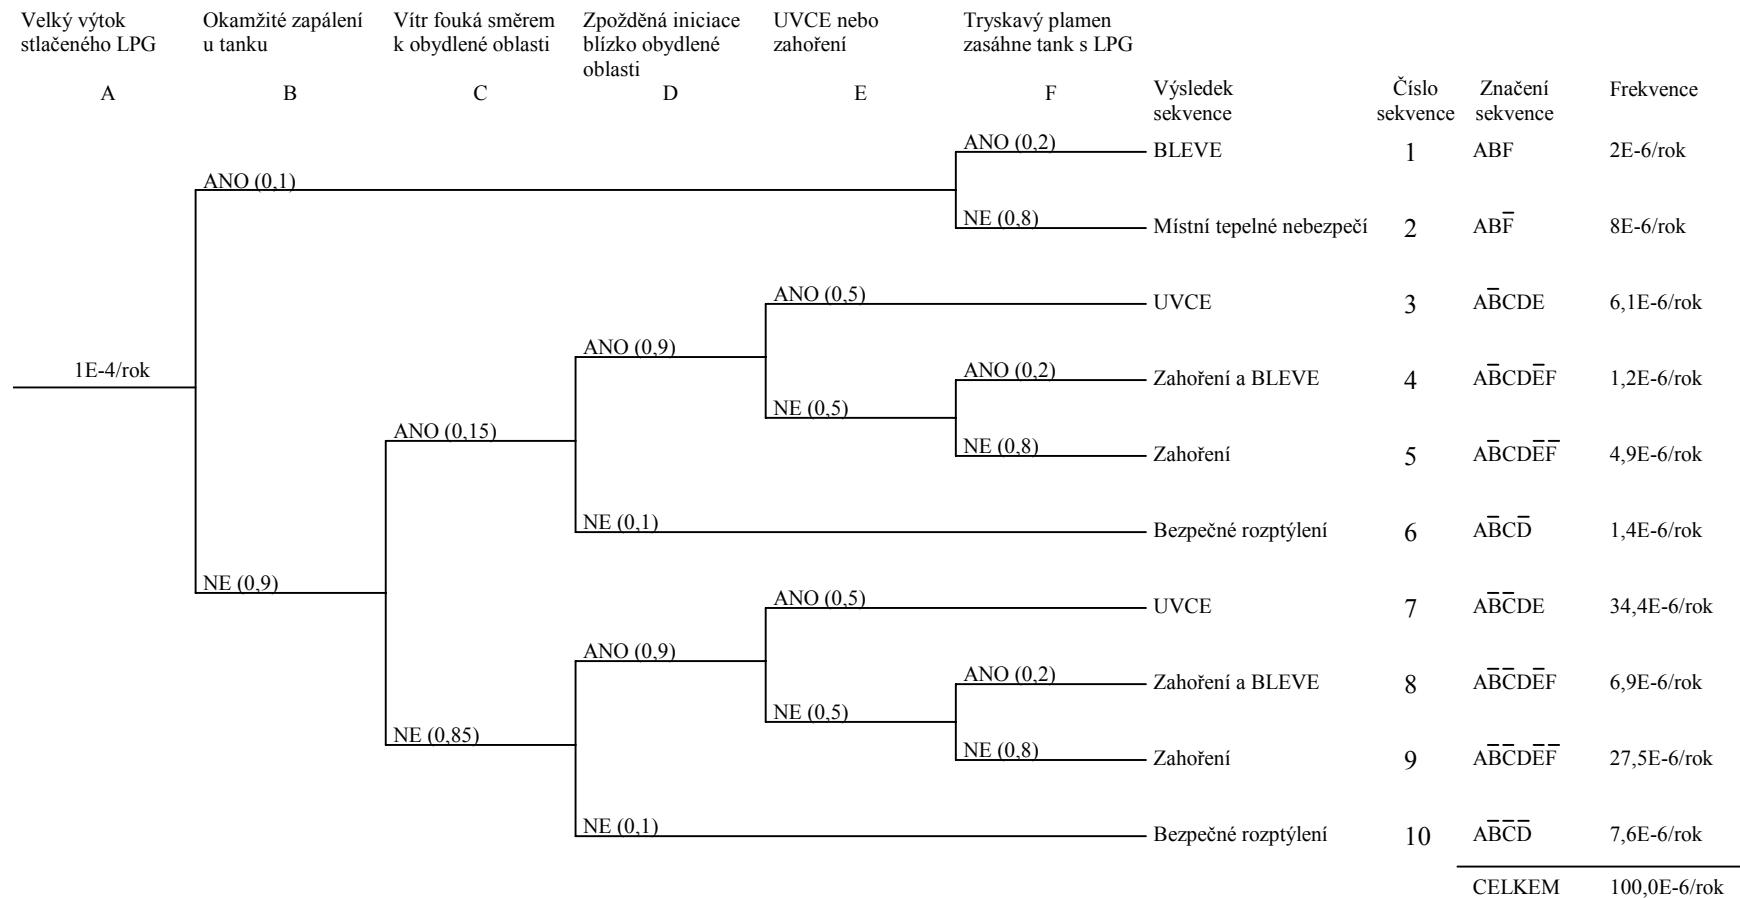 Velký výtok
stlačeného LPG
A
Okamžité zapálení
u tanku
B
Vítr fouká směrem
k obydlené oblasti
C
Zpožděná iniciace
blízko obydlené
oblasti
D
UVCE nebo
zahoření
E
Tryskavý plamen
zasáhne tank s LPG
F
Výsledek
sekvence
Číslo
sekvence
Značení
sekvence
Frekvence
ANO (0,2)
BLEVE 1 ABF 2E-6/rok
ANO (0,1)
NE (0,8)
Místní tepelné nebezpečí 2 ABF̅ 8E-6/rok
ANO (0,5)
UVCE 3 AB̅CDE 6,1E-6/rok
ANO (0,9)
1E-4/rok
ANO (0,2)
Zahoření a BLEVE 4 AB̅CDE̅F 1,2E-6/rok
NE (0,5)
ANO (0,15)
NE (0,8)
Zahoření 5 AB̅CDE̅F̅ 4,9E-6/rok
NE (0,1)
Bezpečné rozptýlení 6 AB̅CD̅ 1,4E-6/rok
NE (0,9)
ANO (0,5)
UVCE 7 AB̅C̅DE 34,4E-6/rok
ANO (0,9)
ANO (0,2)
Zahoření a BLEVE 8 AB̅C̅DE̅F 6,9E-6/rok
NE (0,5)
NE (0,85)
NE (0,8)
Zahoření 9 AB̅C̅DE̅F̅ 27,5E-6/rok
NE (0,1)
Bezpečné rozptýlení 10 AB̅C̅D̅ 7,6E-6/rok
CELKEM 100,0E-6/rok